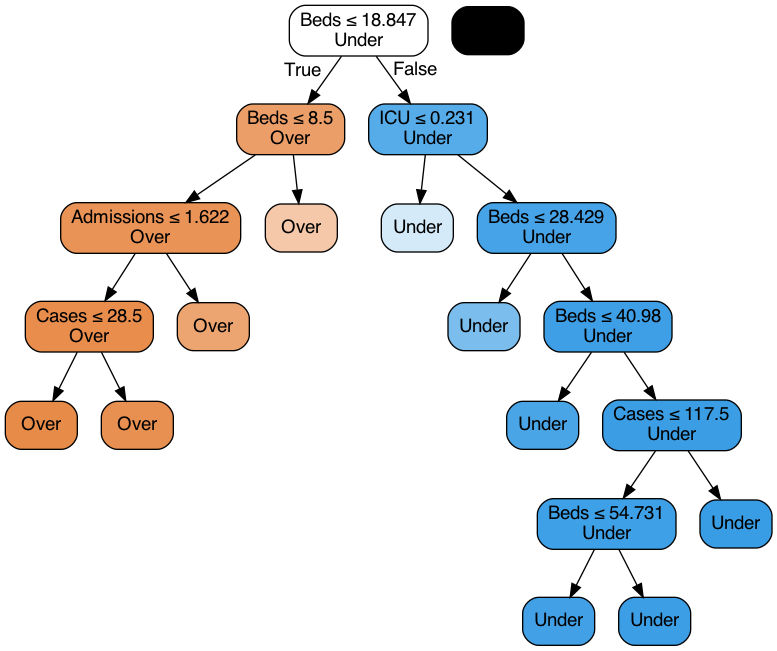 Beds ≤ 18.847
Under
True
False
Beds ≤ 8.5
Over
ICU ≤ 0.231
Under
Admissions ≤ 1.622
Over
Over
Under
Beds ≤ 28.429
Under
Cases ≤ 28.5
Over
Over
Under
Beds ≤ 40.98
Under
Over
Over
Under
Cases ≤ 117.5
Under
Beds ≤ 54.731
Under
Under
Under
Under